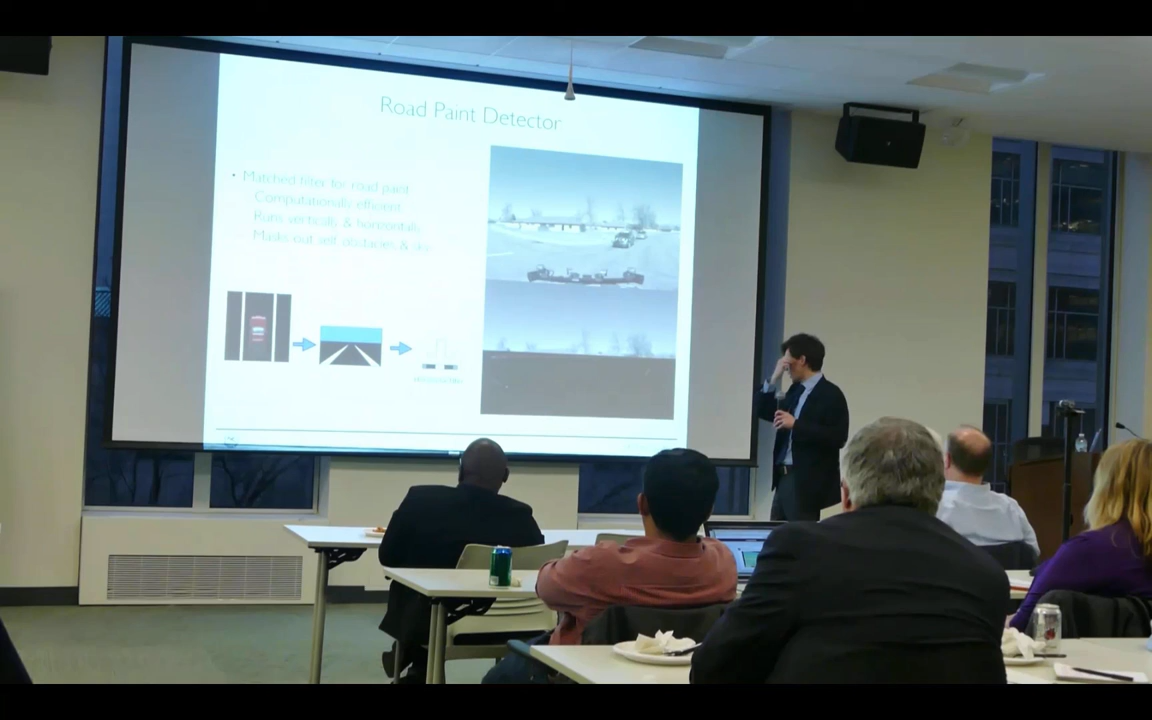 Road Paint Detector
• Matched filter for road paint
Computationally efficient
Runs vertically & horizontally
Masks out self, obstacles & sky